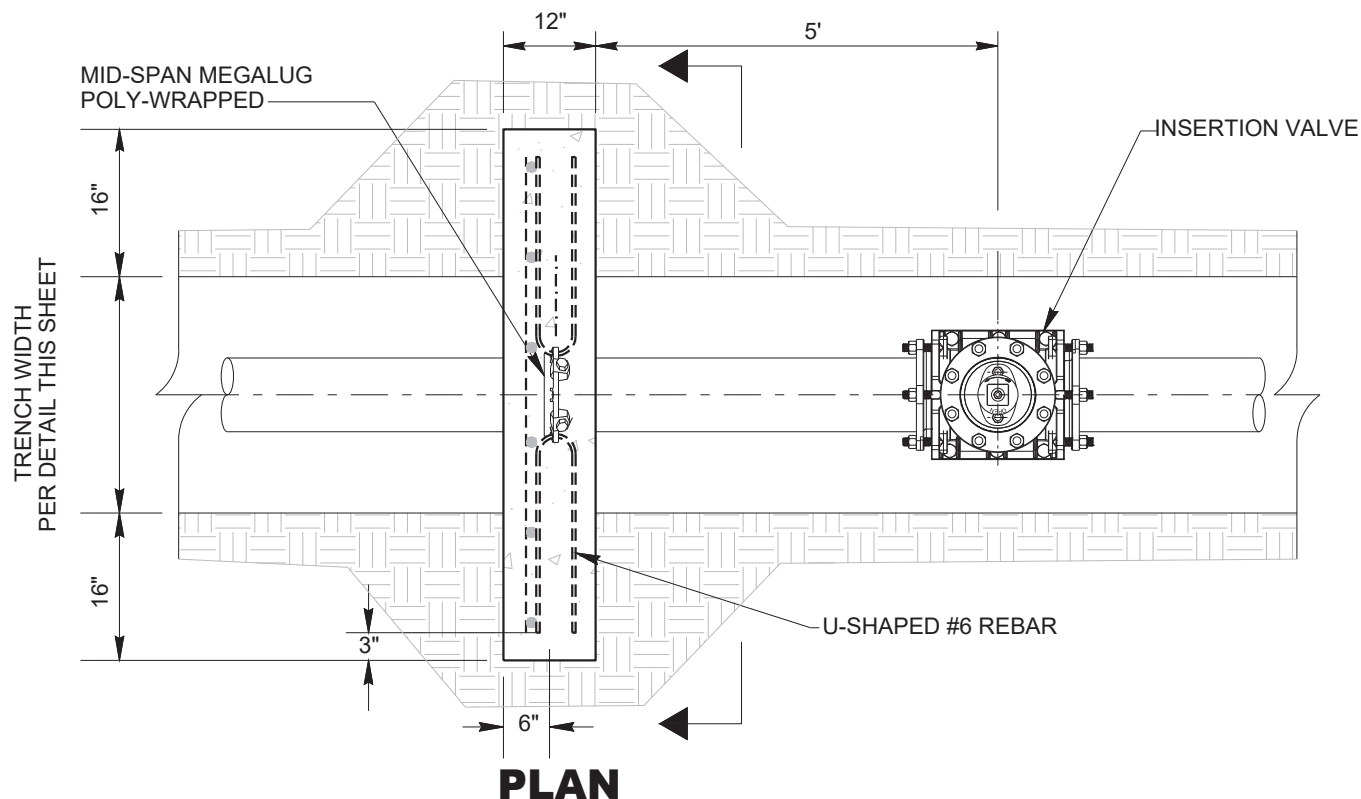 12"
5'
MID-SPAN MEGALUG
POLY-WRAPPED
INSERTION VALVE
16"
TRENCH WIDTH
PER DETAIL THIS SHEET
16"
3"
U-SHAPED #6 REBAR
6"
PLAN